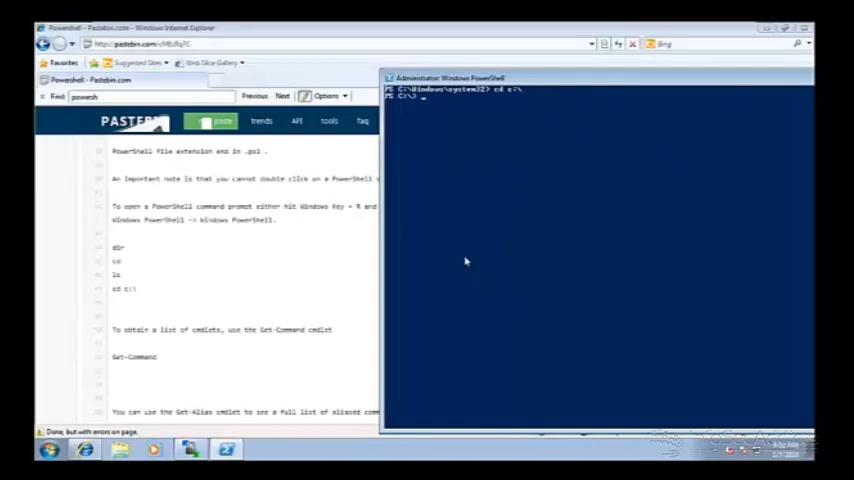 Powershell - Pastebin.com - Windows Internet Explorer
Bing
Favorites
Suggested Sites
Web Slice Gallery
Powershell - Pastebin.com
Find: powersh
Previous
Next
Options
PASTEBIN
paste
trends
API
tools
faq
PowerShell file extension end in .ps1 .
An important note is that you cannot double click on a PowerShell
To open a PowerShell command prompt either hit Windows Key + R and
Windows PowerShell -> Windows PowerShell.
dir
cd
ls
cd c:\
To obtain a list of cmdlets, use the Get-Command cmdlet
Get-Command
You can use the Get-Alias cmdlet to see a full list of aliased
Done, but with errors on page.
Administrator: Windows PowerShell
PS C:\Windows\system32> cd c:\
PS C:\> _